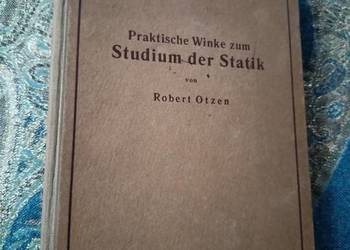 Praktische Winke zum
Studium der Statik
von
Robert Otzen